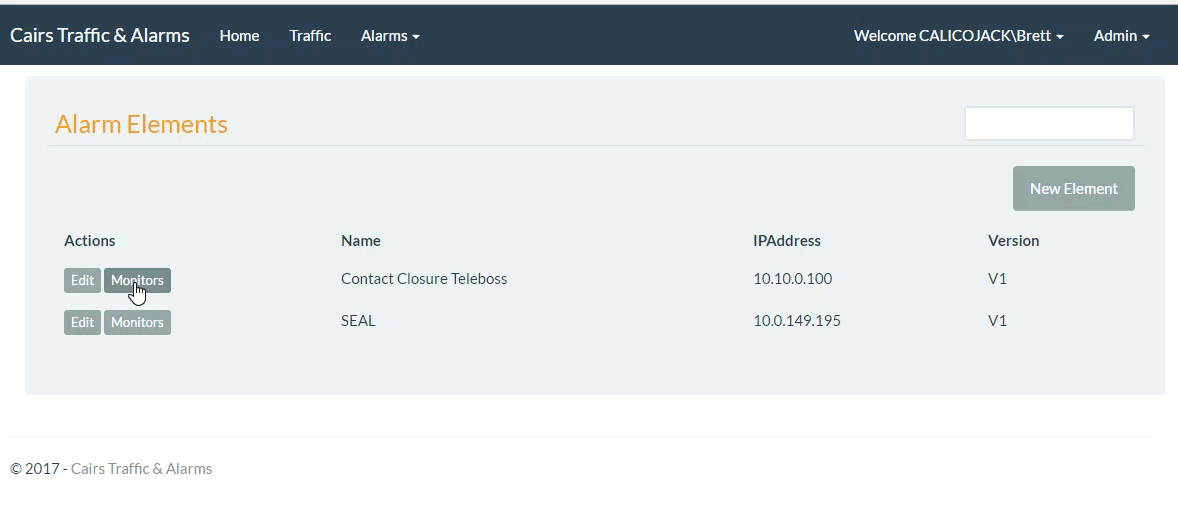 Cairs Traffic & Alarms Home Traffic Alarms Welcome CALICOJACK\Brett Admin
Alarm Elements
New Element
Actions Name IPAddress Version
Edit Monitors Contact Closure Teleboss 10.10.0.100 V1
Edit Monitors SEAL 10.0.149.195 V1
© 2017 - Cairs Traffic & Alarms